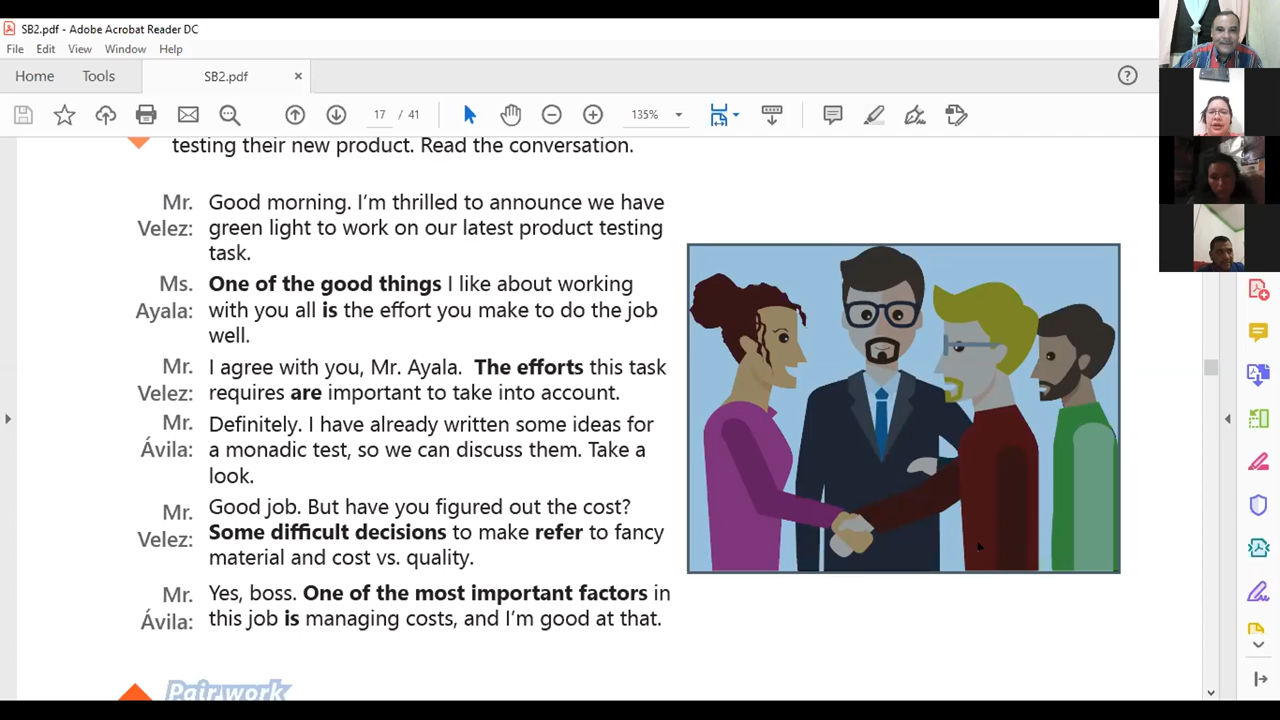 SB2.pdf - Adobe Acrobat Reader DC
File Edit View Window Help
Home Tools SB2.pdf ×
17 / 41 135%
testing their new product. Read the conversation.
Mr. Good morning. I'm thrilled to announce we have
Velez: green light to work on our latest product testing
task.
Ms. One of the good things I like about working
Ayala: with you all is the effort you make to do the job
well.
Mr. I agree with you, Mr. Ayala. The efforts this task
Velez: requires are important to take into account.
Mr. Definitely. I have already written some ideas for
Ávila: a monadic test, so we can discuss them. Take a
look.
Mr. Good job. But have you figured out the cost?
Velez: Some difficult decisions to make refer to fancy
material and cost vs. quality.
Mr. Yes, boss. One of the most important factors in
Ávila: this job is managing costs, and I'm good at that.
Pair work